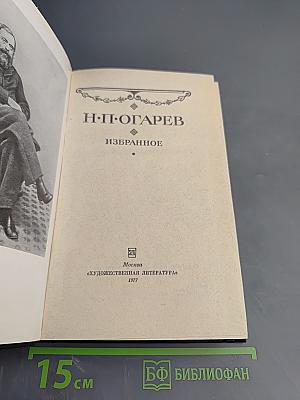 Н·П·ОГАРЕВ
ИЗБРАННОЕ
Москва
«ХУДОЖЕСТВЕННАЯ ЛИТЕРАТУРА»
1977
15 см
БФ БИБЛИОФАН